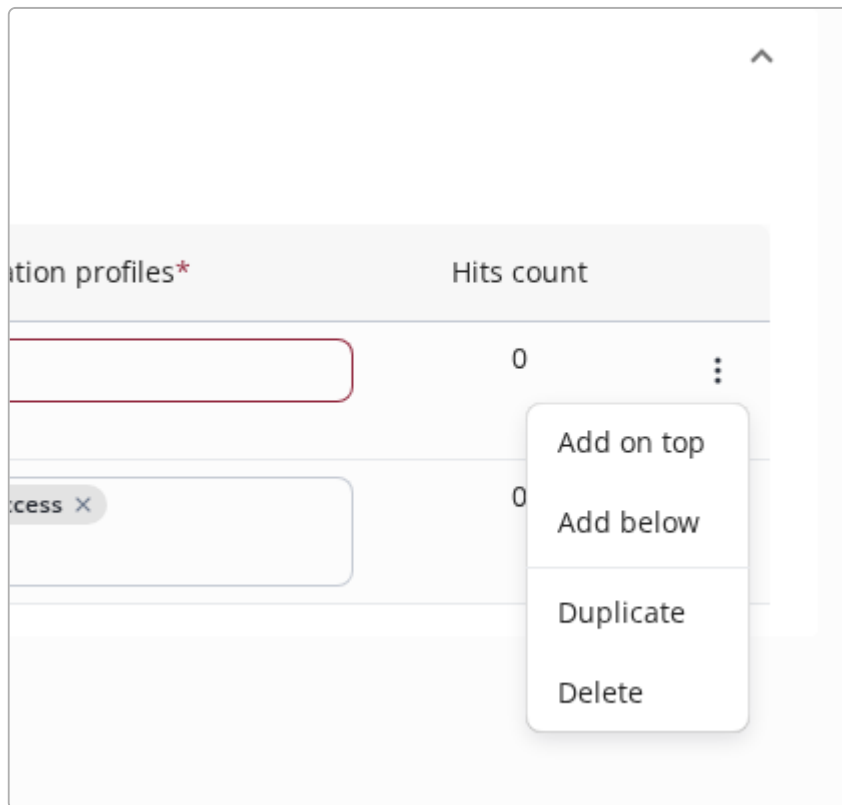 ation profiles* Hits count
0
Add on top
ccess × 0
Add below
Duplicate
Delete